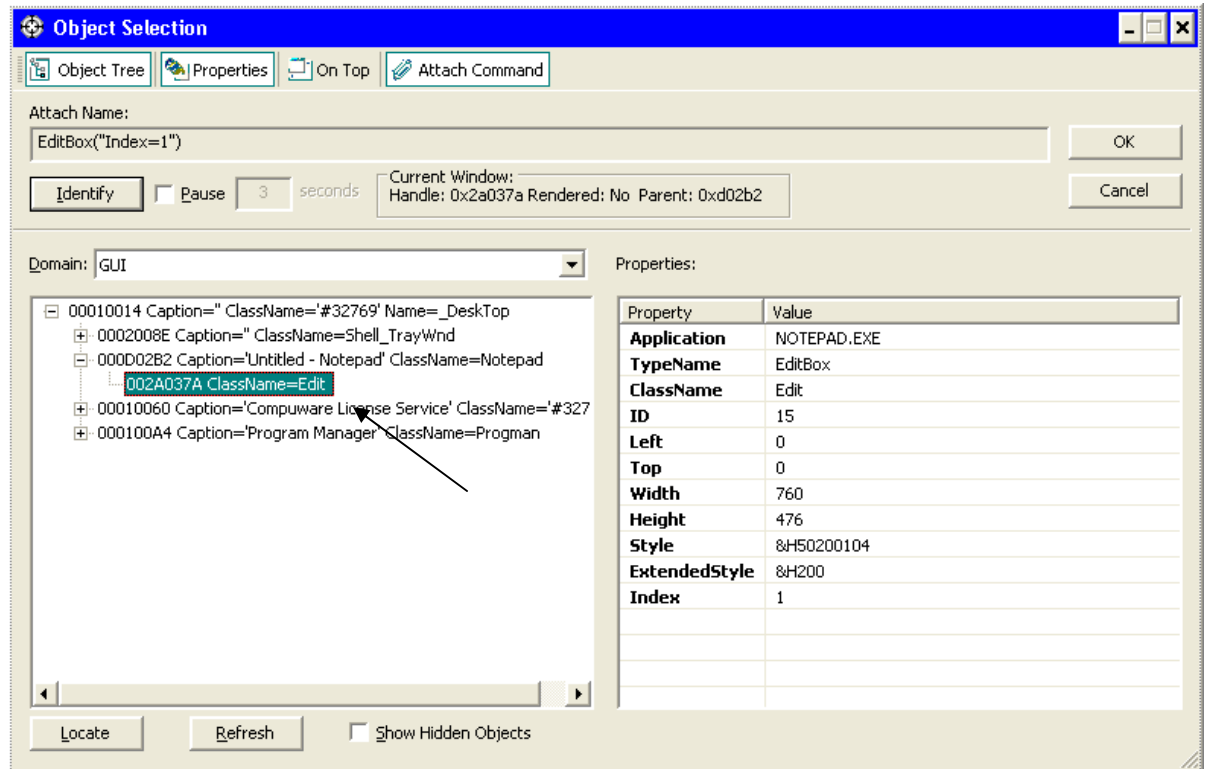 Object Selection
Object Tree Properties On Top Attach Command
Attach Name:
EditBox("Index=1")
OK
Identify Pause 3 seconds
Current Window:
Handle: 0x2a037a Rendered: No Parent: 0xd02b2
Cancel
Domain: GUI
00010014 Caption='' ClassName='#32769' Name=_DeskTop
0002008E Caption='' ClassName=Shell_TrayWnd
000D02B2 Caption='Untitled - Notepad' ClassName=Notepad
002A037A ClassName=Edit
00010060 Caption='Compuware License Service' ClassName='#327
000100A4 Caption='Program Manager' ClassName=Progman
Properties:
Property Value
Application NOTEPAD.EXE
TypeName EditBox
ClassName Edit
ID 15
Left 0
Top 0
Width 760
Height 476
Style &H50200104
ExtendedStyle &H200
Index 1
Locate Refresh Show Hidden Objects